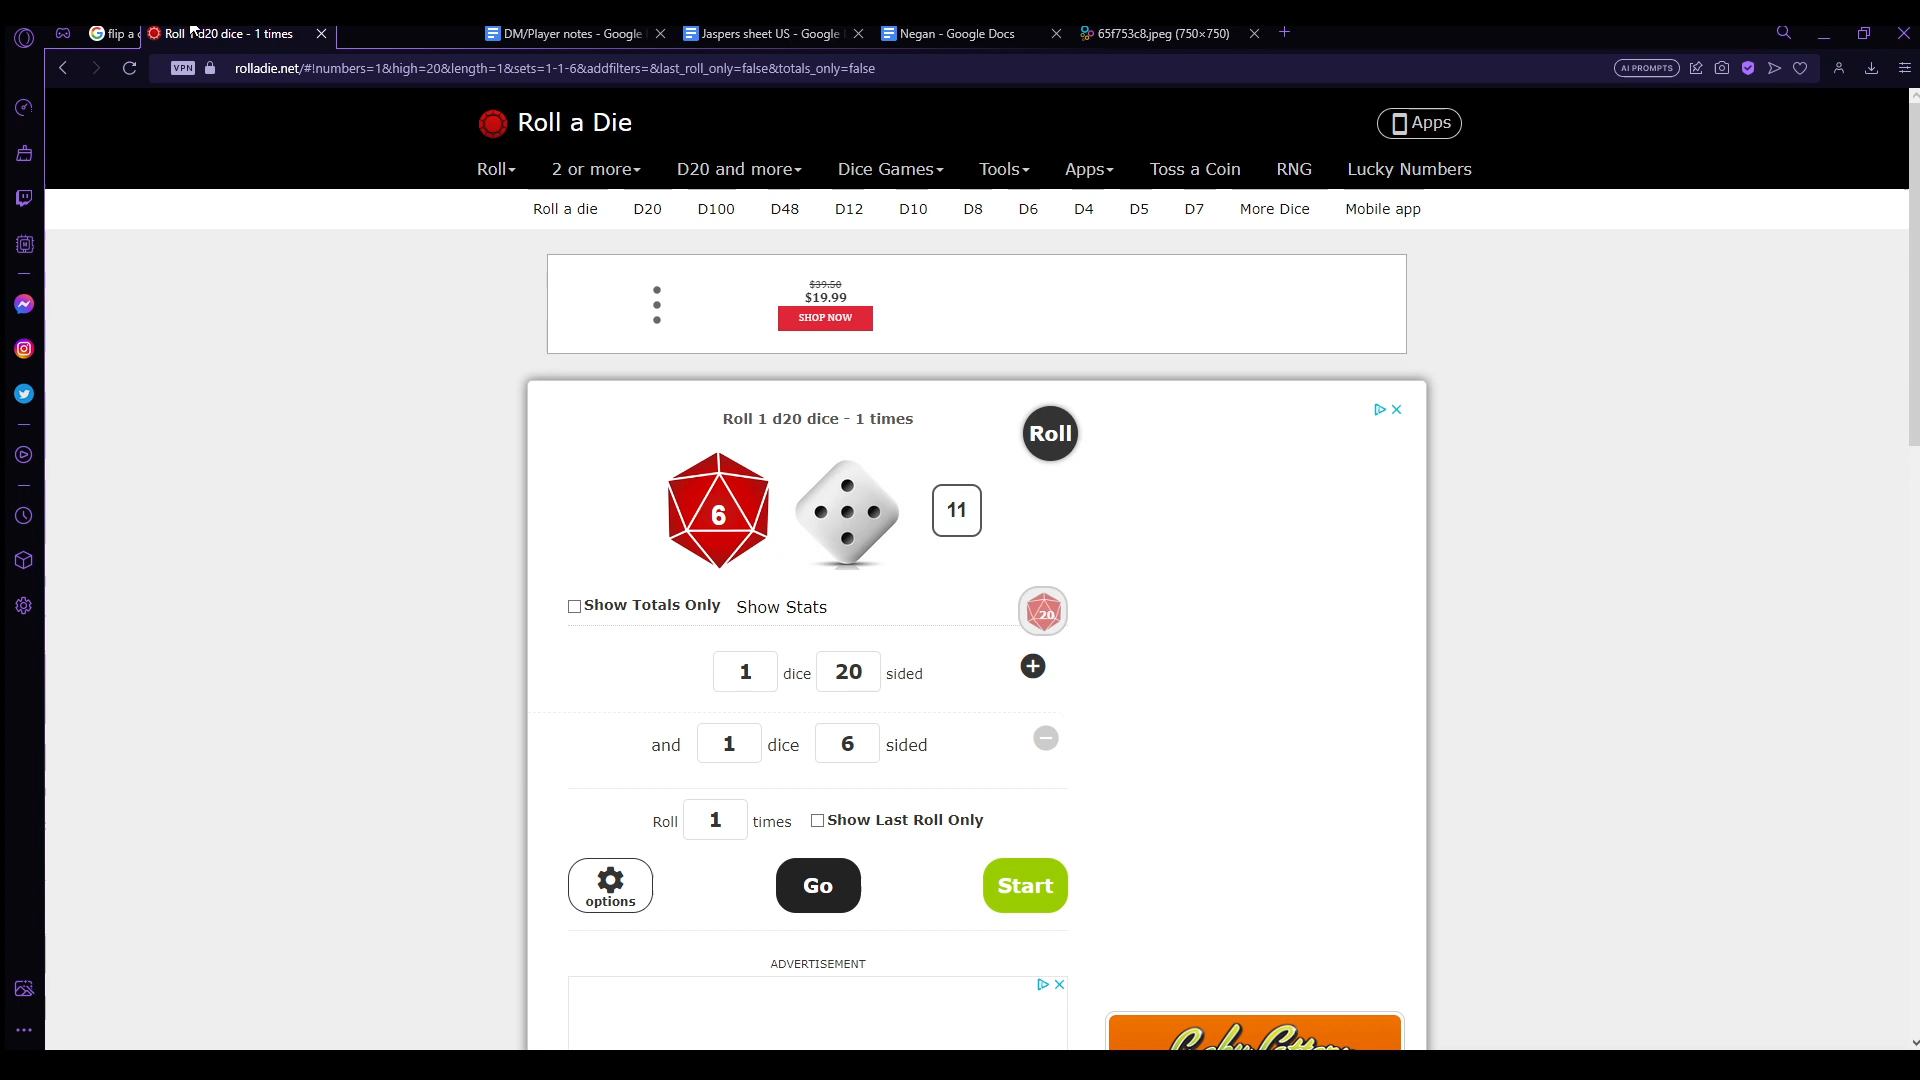 flip a c
Roll 1 d20 dice - 1 times
DM/Player notes - Google
Jaspers sheet US - Google
Negan - Google Docs
65f753c8.jpeg (750×750)
VPN
rolladie.net/#!numbers=1&high=20&length=1&sets=1-1-6&addfilters=&last_roll_only=false&totals_only=false
AI PROMPTS
Roll a Die
Apps
Roll 2 or more D20 and more Dice Games Tools Apps Toss a Coin RNG Lucky Numbers
Roll a die D20 D100 D48 D12 D10 D8 D6 D4 D5 D7 More Dice Mobile app
$39.50
$19.99
SHOP NOW
Roll 1 d20 dice - 1 times
Roll
6
11
Show Totals Only Show Stats
20
1 dice 20 sided
and 1 dice 6 sided
Roll 1 times Show Last Roll Only
options
Go
Start
ADVERTISEMENT